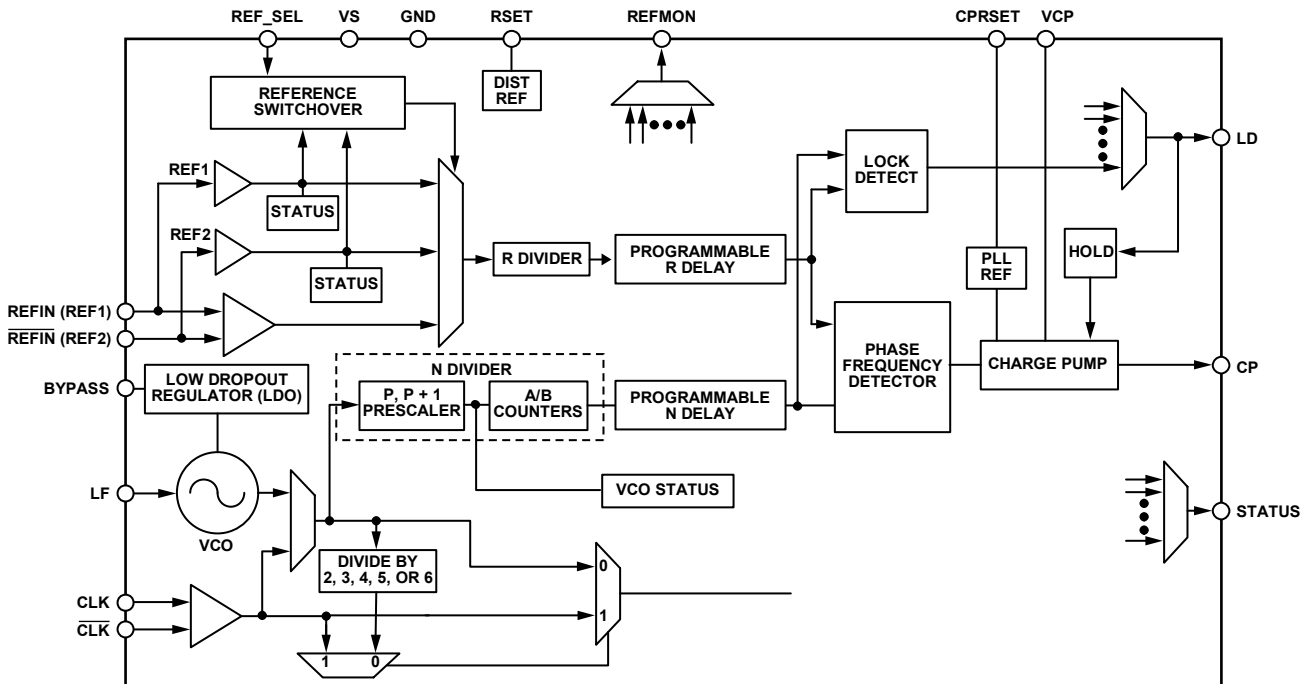 REF_SEL
VS
GND
RSET
REFMON
CPRSET
VCP
REFERENCE
SWITCHOVER
DIST
REF
LD
LOCK
DETECT
REF1
STATUS
REF2
STATUS
R DIVIDER
PROGRAMMABLE
R DELAY
PLL
REF
HOLD
REFIN (REF1)
REFIN (REF2)
BYPASS
LOW DROPOUT
REGULATOR (LDO)
N DIVIDER
P, P + 1
PRESCALER
A/B
COUNTERS
PROGRAMMABLE
N DELAY
PHASE
FREQUENCY
DETECTOR
CHARGE PUMP
CP
LF
VCO
VCO STATUS
STATUS
DIVIDE BY
2, 3, 4, 5, OR 6
0
1
CLK
CLK
1
0